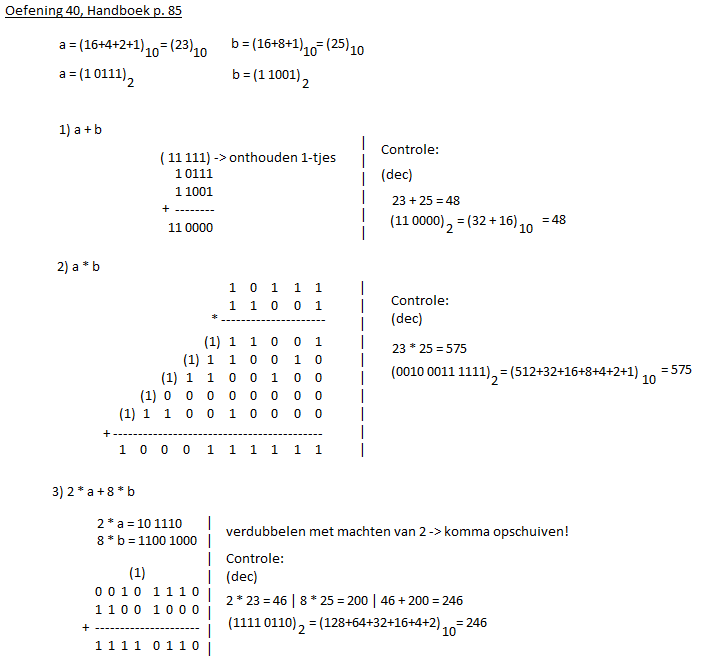 Oefening 40, Handboek p. 85
a = (16+4+2+1)10 = (23)10 b = (16+8+1)10 = (25)10
a = (1 0111)2 b = (1 1001)2
1) a + b
( 11 111) -> onthouden 1-tjes
1 0111
1 1001
+ --------
11 0000
Controle:
(dec)
23 + 25 = 48
(11 0000)2 = (32 + 16)10 = 48
2) a * b
1 0 1 1 1
1 1 0 0 1
* ---------------------
(1) 1 1 0 0 1
(1) 1 1 0 0 1 0
(1) 1 1 0 0 1 0 0
(1) 0 0 0 0 0 0 0 0
(1) 1 1 0 0 1 0 0 0 0
+ ------------------------------------------
1 0 0 0 1 1 1 1 1 1
Controle:
(dec)
23 * 25 = 575
(0010 0011 1111)2 = (512+32+16+8+4+2+1)10 = 575
3) 2 * a + 8 * b
2 * a = 10 1110
8 * b = 1100 1000
(1)
0 0 1 0 1 1 1 0
1 1 0 0 1 0 0 0
+ ---------------------
1 1 1 1 0 1 1 0
verdubbelen met machten van 2 -> komma opschuiven!
Controle:
(dec)
2 * 23 = 46 | 8 * 25 = 200 | 46 + 200 = 246
(1111 0110)2 = (128+64+32+16+4+2)10 = 246